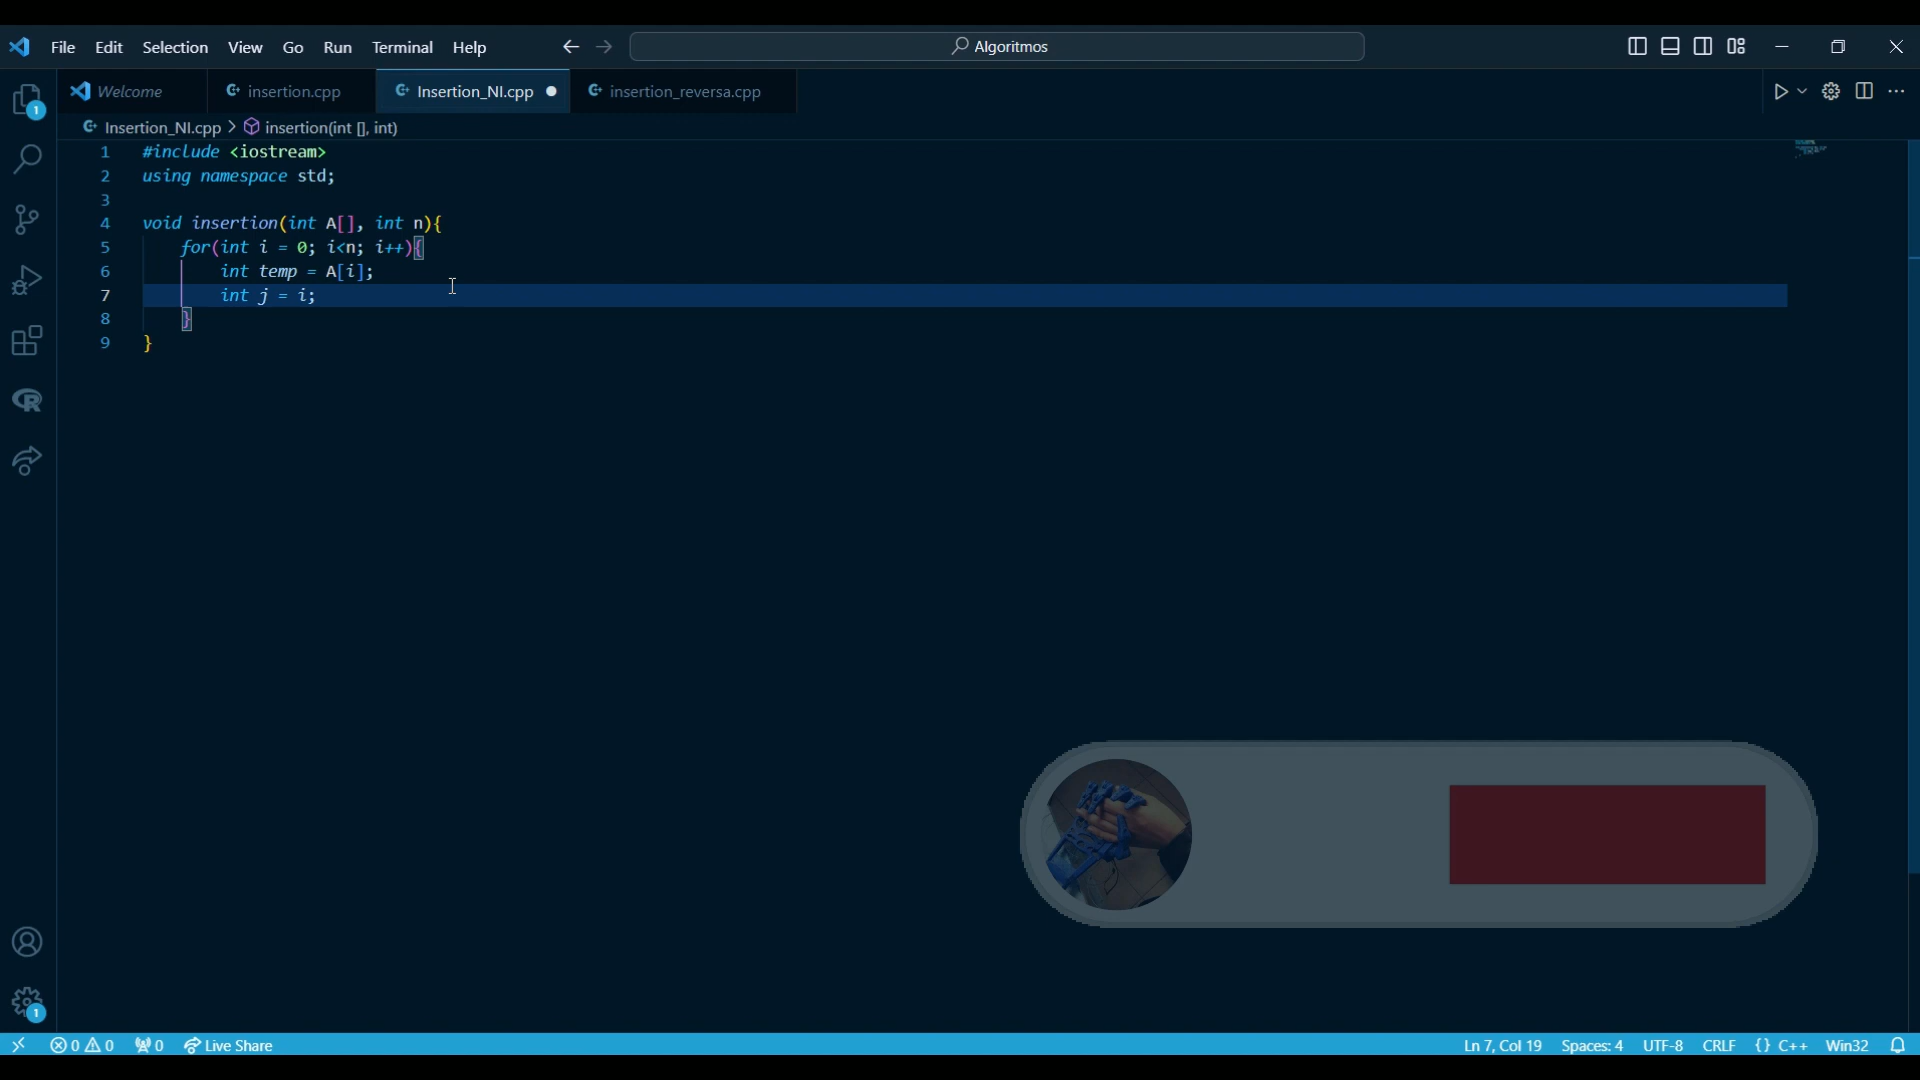 File Edit Selection View Go Run Terminal Help Algoritmos
1 Welcome insertion.cpp Insertion_NI.cpp insertion_reversa.cpp
Insertion_NI.cpp > insertion(int [], int)
1 #include <iostream>
2 using namespace std;
3
4 void insertion(int A[], int n){
5 for(int i = 0; i<n; i++){
6 int temp = A[i];
7 int j = i;
8 }
9 }
R
1
0 0 0 Live Share Ln 7, Col 19 Spaces: 4 UTF-8 CRLF {} C++ Win32